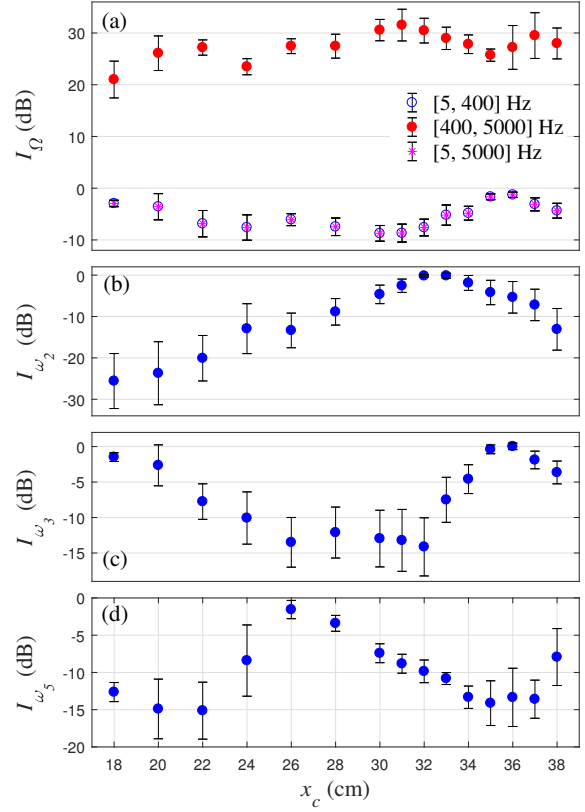 (a)
30
20
10
0
-10
I_Ω (dB)
[5, 400] Hz
[400, 5000] Hz
[5, 5000] Hz
(b)
0
-10
-20
-30
I_ω₂ (dB)
0
-5
-10
-15
(c)
I_ω₃ (dB)
(d)
0
-5
-10
-15
-20
I_ω₅ (dB)
18 20 22 24 26 28 30 32 34 36 38
x_c (cm)